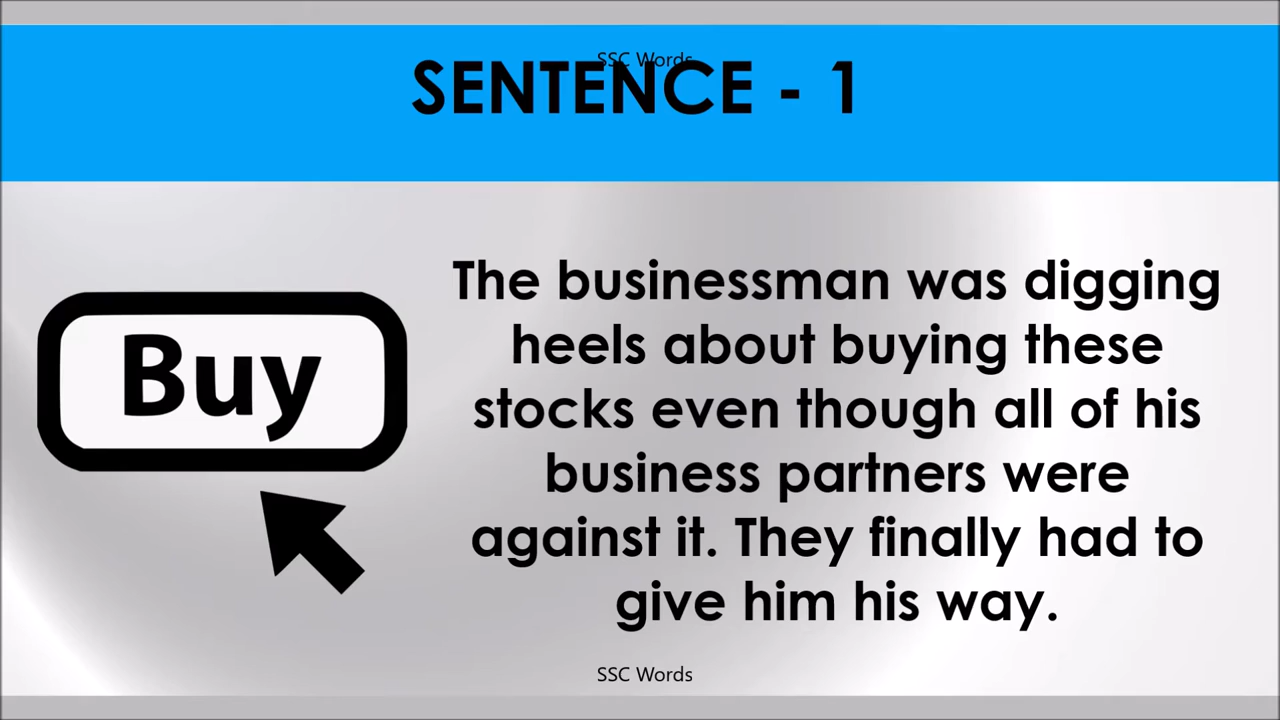 SSC Words
SENTENCE - 1
Buy
The businessman was digging
heels about buying these
stocks even though all of his
business partners were
against it. They finally had to
give him his way.
SSC Words